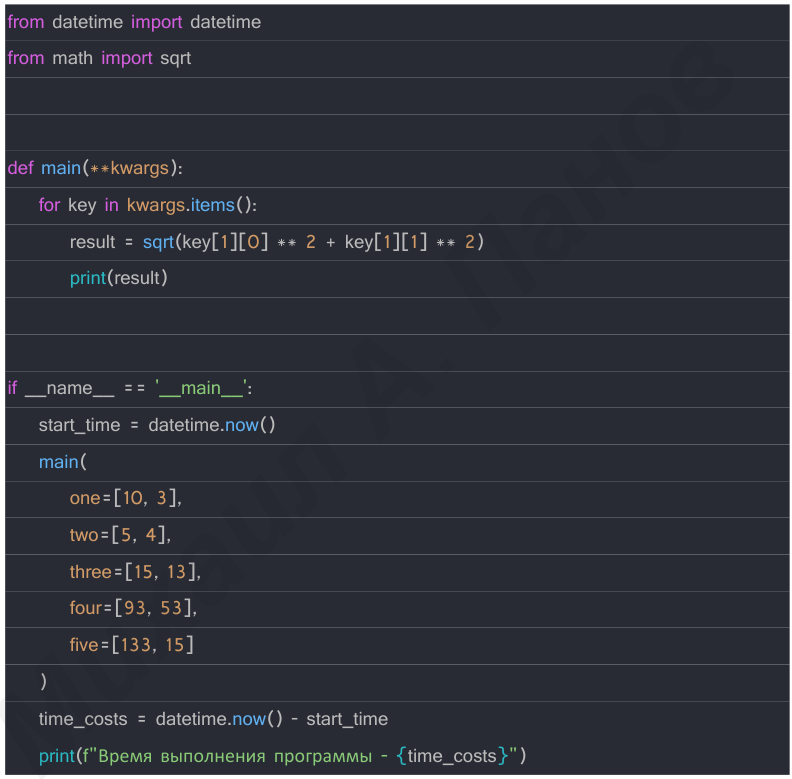 from datetime import datetime
from math import sqrt
def main(**kwargs):
for key in kwargs.items():
result = sqrt(key[1][0] ** 2 + key[1][1] ** 2)
print(result)
if __name__ == '__main__':
start_time = datetime.now()
main(
one=[10, 3],
two=[5, 4],
three=[15, 13],
four=[93, 53],
five=[133, 15]
)
time_costs = datetime.now() - start_time
print(f"Время выполнения программы - {time_costs}")